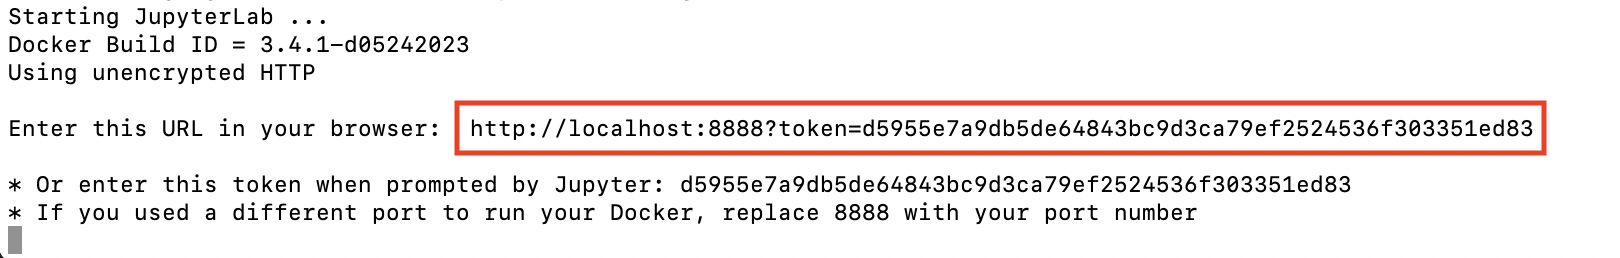 Starting JupyterLab ...
Docker Build ID = 3.4.1-d05242023
Using unencrypted HTTP
Enter this URL in your browser: http://localhost:8888?token=d5955e7a9db5de64843bc9d3ca79ef2524536f303351ed83
* Or enter this token when prompted by Jupyter: d5955e7a9db5de64843bc9d3ca79ef2524536f303351ed83
* If you used a different port to run your Docker, replace 8888 with your port number